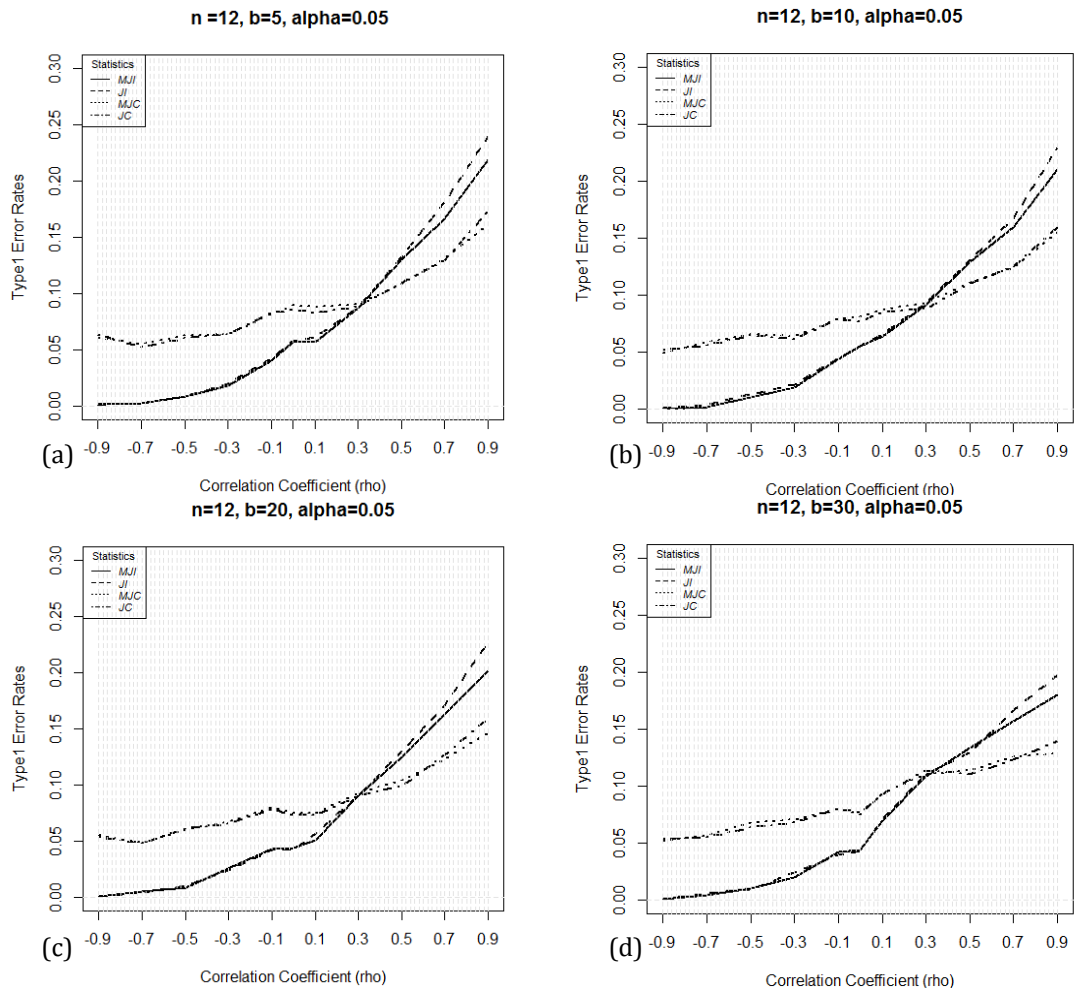 n =12, b=5, alpha=0.05
Statistics
MJI
JI
MJC
JC
Type1 Error Rates
0.30
0.25
0.20
0.15
0.10
0.05
0.00
(a)
-0.9 -0.7 -0.5 -0.3 -0.1 0.1 0.3 0.5 0.7 0.9
Correlation Coefficient (rho)
n=12, b=10, alpha=0.05
Statistics
MJI
JI
MJC
JC
Type1 Error Rates
0.30
0.25
0.20
0.15
0.10
0.05
0.00
(b)
-0.9 -0.7 -0.5 -0.3 -0.1 0.1 0.3 0.5 0.7 0.9
Correlation Coefficient (rho)
n=12, b=20, alpha=0.05
Statistics
MJI
JI
MJC
JC
Type1 Error Rates
0.30
0.25
0.20
0.15
0.10
0.05
0.00
(c)
-0.9 -0.7 -0.5 -0.3 -0.1 0.1 0.3 0.5 0.7 0.9
Correlation Coefficient (rho)
n=12, b=30, alpha=0.05
Statistics
MJI
JI
MJC
JC
Type1 Error Rates
0.30
0.25
0.20
0.15
0.10
0.05
0.00
(d)
-0.9 -0.7 -0.5 -0.3 -0.1 0.1 0.3 0.5 0.7 0.9
Correlation Coefficient (rho)